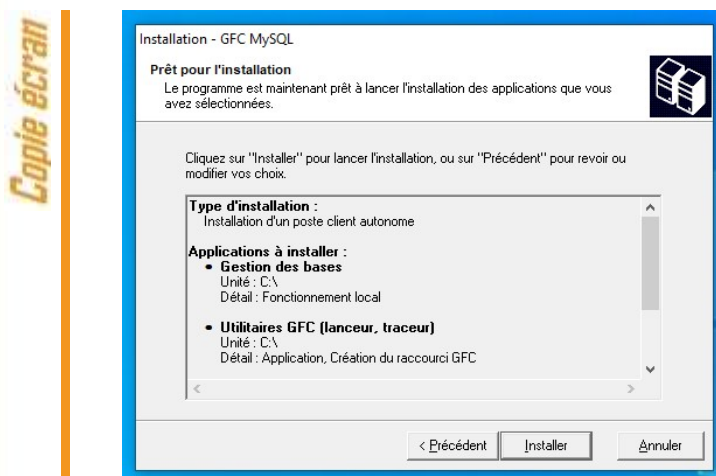 Copie écran
Installation - GFC MySQL
Prêt pour l'installation
Le programme est maintenant prêt à lancer l'installation des applications que vous
avez sélectionnées.
Cliquez sur "Installer" pour lancer l'installation, ou sur "Précédent" pour revoir ou
modifier vos choix.
Type d'installation :
Installation d'un poste client autonome
Applications à installer :
• Gestion des bases
Unité : C:\
Détail : Fonctionnement local
• Utilitaires GFC (lanceur, traceur)
Unité : C:\
Détail : Application, Création du raccourci GFC
< Précédent Installer Annuler